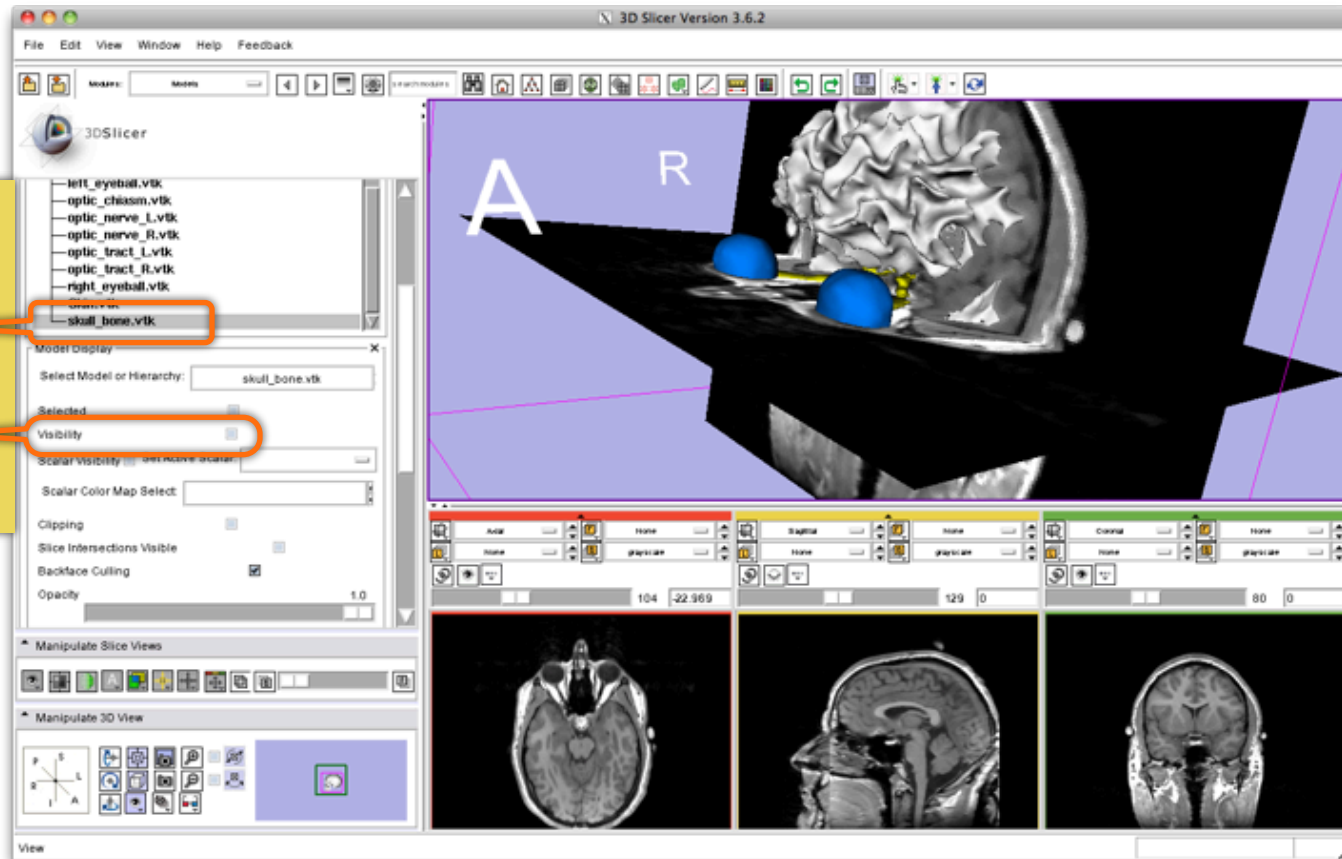 3D Slicer Version 3.6.2
File Edit View Window Help Feedback
Modules: Models
3DSlicer
left_eyeball.vtk
optic_chiasm.vtk
optic_nerve_L.vtk
optic_nerve_R.vtk
optic_tract_L.vtk
optic_tract_R.vtk
right_eyeball.vtk
skull_bone.vtk
Model Display
Select Model or Hierarchy: skull_bone.vtk
Selected
Visibility
Scalar Visibility Set Active Scalar:
Scalar Color Map Select:
Clipping
Slice Intersections Visible
Backface Culling
Opacity 1.0
Manipulate Slice Views
Manipulate 3D View
P S
R L
I A
A R
Axial None
None grayscale
104 -22.969
Sagittal None
None grayscale
129 0
Coronal None
None grayscale
80 0
View